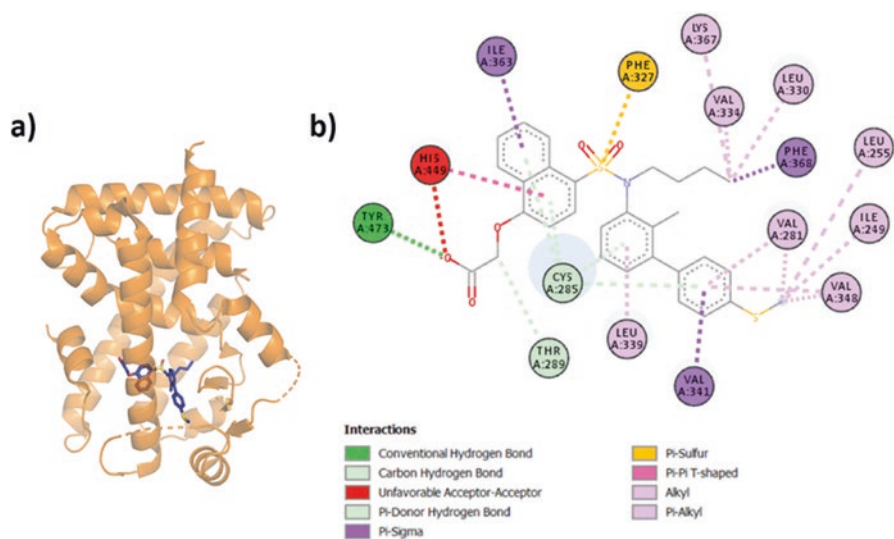 a)
b)
ILE
A:363
PHE
A:327
LYS
A:367
LEU
A:330
VAL
A:334
PHE
A:368
LEU
A:255
HIS
A:449
TYR
A:473
ILE
A:249
VAL
A:281
CYS
A:285
VAL
A:348
THR
A:289
LEU
A:339
VAL
A:341
O
O
O
O
O
S
N
S
Interactions
Conventional Hydrogen Bond
Carbon Hydrogen Bond
Unfavorable Acceptor-Acceptor
Pi-Donor Hydrogen Bond
Pi-Sigma
Pi-Sulfur
Pi-Pi T-shaped
Alkyl
Pi-Alkyl